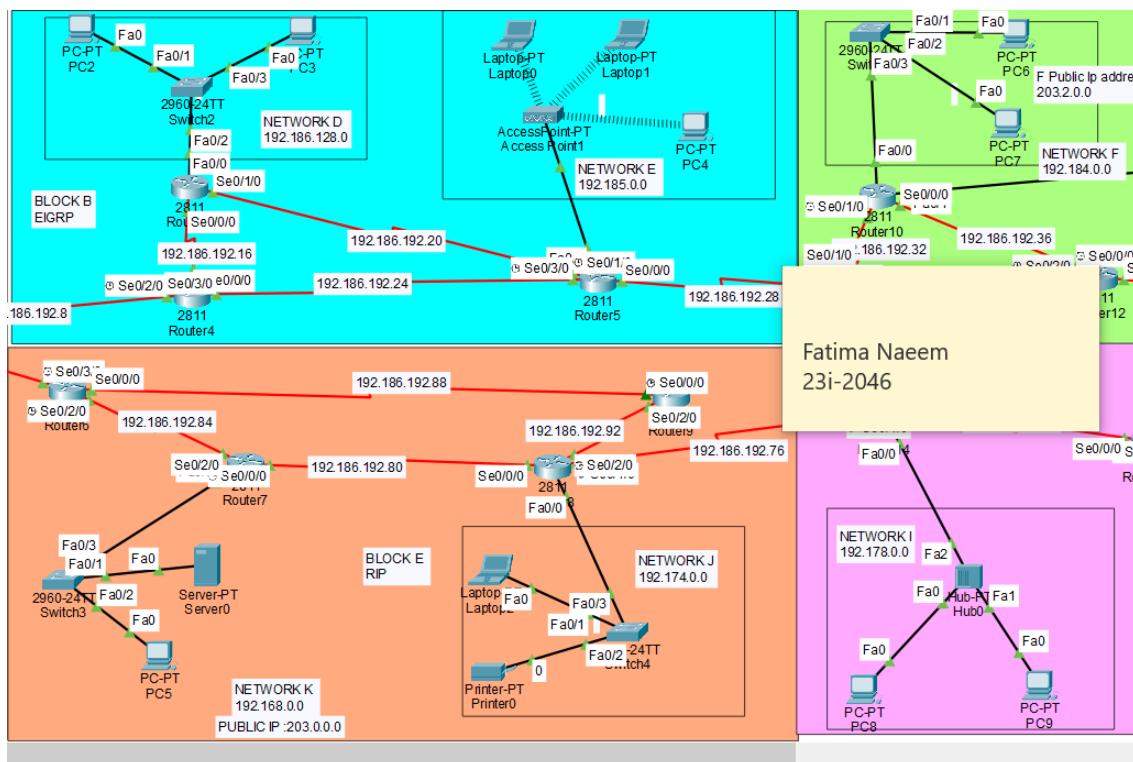 PC-PT
PC2
Fa0
Fa0/1
Fa0
PC-PT
PC3
Fa0/3
2960-24TT
Switch2
Fa0/2
NETWORK D
192.186.128.0
Fa0/0
Se0/1/0
BLOCK B
EIGRP
2811
Se0/0/0
192.186.192.16
192.186.192.20
192.186.192.24
Se0/2/0
Se0/3/0
2811
Router4
Laptop-PT
Laptop0
Laptop-PT
Laptop1
AccessPoint-PT
Access Point1
PC-PT
PC4
NETWORK E
192.185.0.0
Se0/3/0
Se0/0/0
2811
Router5
192.186.192.28
Fa0/1
Fa0
2960-24TT
Fa0/2
Fa0/3
PC-PT
PC6
F Public Ip
203.2.0.0
Fa0
PC-PT
PC7
Fa0/0
NETWORK F
192.184.0.0
Se0/0/0
Se0/1/0
2811
Router10
192.186.192.36
Se0/1/0
Fatima Naeem
23i-2046
Se0/0/0
Router6
Se0/2/0
192.186.192.88
192.186.192.84
Se0/0/0
Se0/2/0
Router9
192.186.192.92
192.186.192.76
Se0/2/0
Se0/0/0
Router7
192.186.192.80
Se0/0/0
Se0/2/0
2811
Fa0/0
Fa0/3
Fa0/1
Fa0
2960-24TT
Switch3
Fa0/2
Server-PT
Server0
Fa0
PC-PT
PC5
BLOCK E
RIP
NETWORK J
192.174.0.0
Fa0
Fa0/3
Fa0/1
Fa0/2
0
Printer-PT
Printer0
NETWORK K
192.168.0.0
PUBLIC IP :203.0.0.0
Fa0/0
Se0/0/0
NETWORK I
192.178.0.0
Fa2
Fa0
Fa1
Hub0
Fa0
Fa0
PC-PT
PC8
PC-PT
PC9